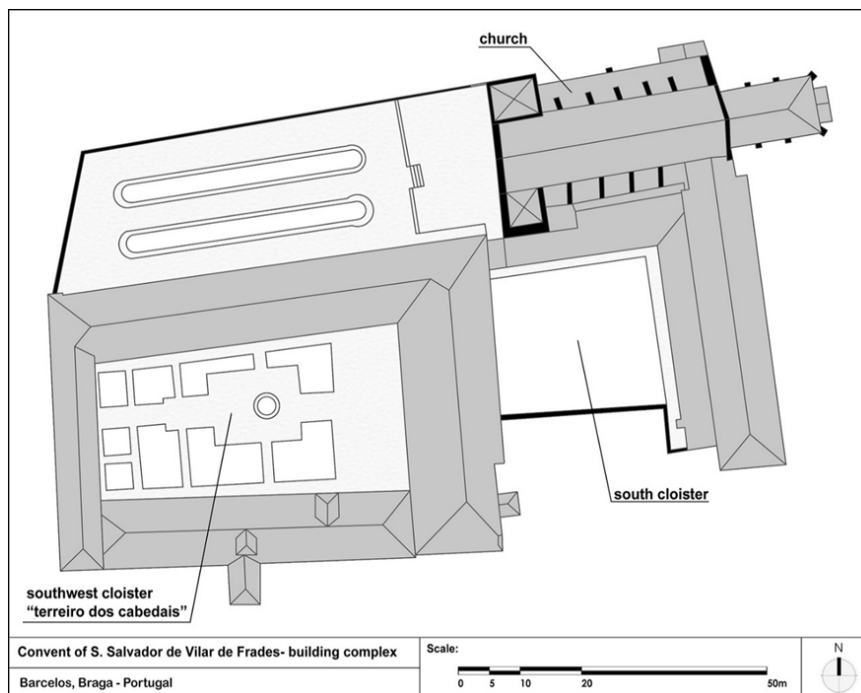 church
south cloister
southwest cloister
“terreiro dos cabedais”
Convent of S. Salvador de Vilar de Frades- building complex
Barcelos, Braga - Portugal
Scale:
0 5 10 20 50m
N